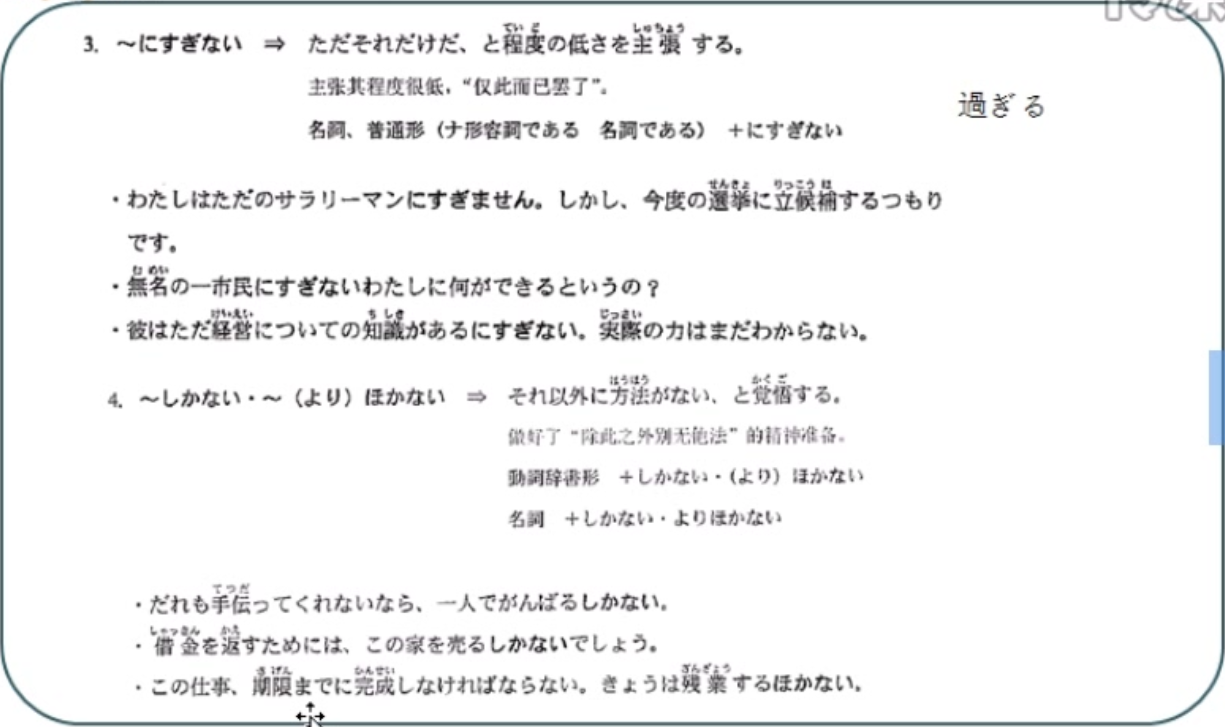 3. ～にすぎない ⇒ ただそれだけだ、と程度の低さを主張する。
主张其程度很低，“仅此而已罢了”。
過ぎる
名詞、普通形（ナ形容詞である 名詞である） ＋にすぎない
・わたしはただのサラリーマンにすぎません。しかし、今度の選挙に立候補するつもり
です。
・無名の一市民にすぎないわたしに何ができるというの？
・彼はただ経営についての知識があるにすぎない。実際の力はまだわからない。
4. ～しかない・～（より）ほかない ⇒ それ以外に方法がない、と覚悟する。
做好了“除此之外别无他法”的精神准备。
動詞辞書形 ＋しかない・（より）ほかない
名詞 ＋しかない・よりほかない
・だれも手伝ってくれないなら、一人でがんばるしかない。
・借金を返すためには、この家を売るしかないでしょう。
・この仕事、期限までに完成しなければならない。きょうは残業するほかない。